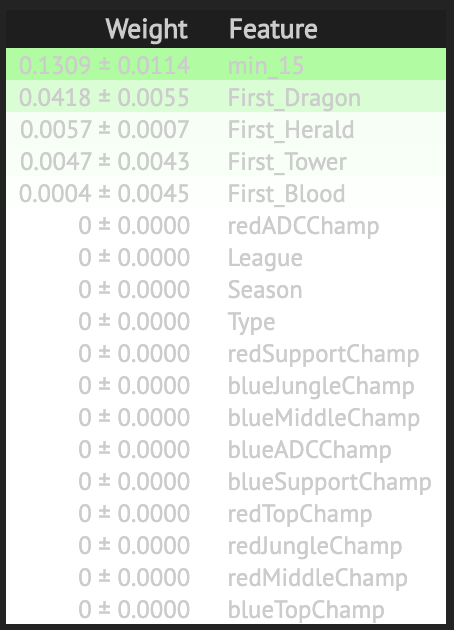 Weight Feature
0.1309 ± 0.0114 min_15
0.0418 ± 0.0055 First_Dragon
0.0057 ± 0.0007 First_Herald
0.0047 ± 0.0043 First_Tower
0.0004 ± 0.0045 First_Blood
0 ± 0.0000 redADCChamp
0 ± 0.0000 League
0 ± 0.0000 Season
0 ± 0.0000 Type
0 ± 0.0000 redSupportChamp
0 ± 0.0000 blueJungleChamp
0 ± 0.0000 blueMiddleChamp
0 ± 0.0000 blueADCChamp
0 ± 0.0000 blueSupportChamp
0 ± 0.0000 redTopChamp
0 ± 0.0000 redJungleChamp
0 ± 0.0000 redMiddleChamp
0 ± 0.0000 blueTopChamp